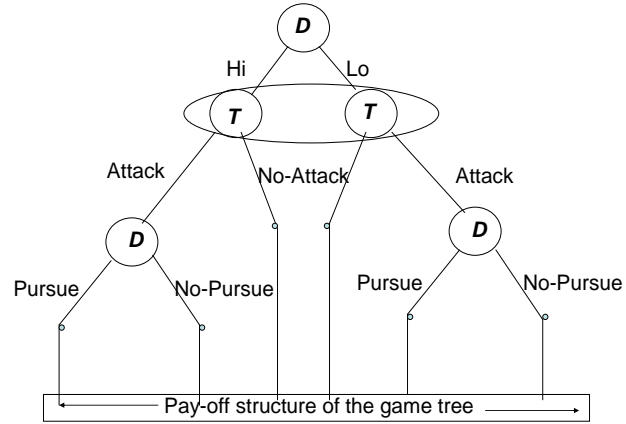 D
Hi Lo
T T
Attack No-Attack Attack
D D
Pursue No-Pursue Pursue No-Pursue
Pay-off structure of the game tree